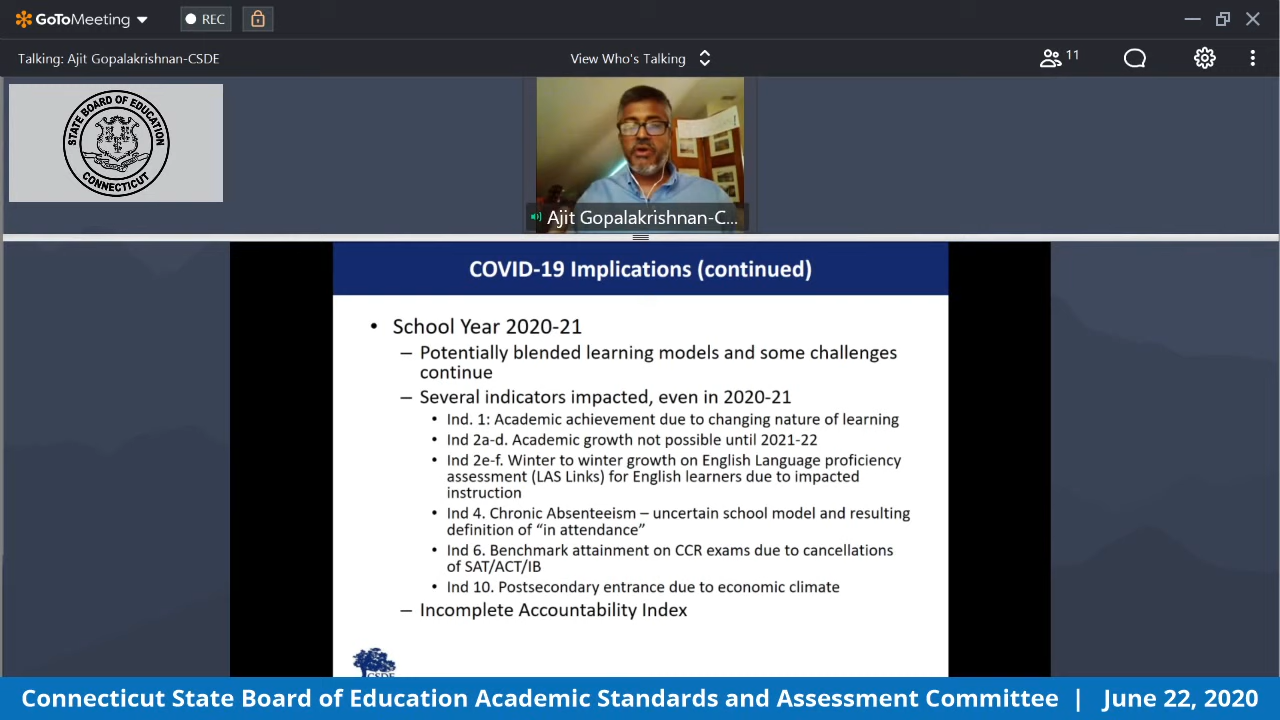 GoToMeeting
REC
Talking: Ajit Gopalakrishnan-CSDE
View Who's Talking
11
STATE BOARD OF EDUCATION
CONNECTICUT
Ajit Gopalakrishnan-C...
COVID-19 Implications (continued)
• School Year 2020-21
– Potentially blended learning models and some challenges
continue
– Several indicators impacted, even in 2020-21
• Ind. 1: Academic achievement due to changing nature of learning
• Ind 2a-d. Academic growth not possible until 2021-22
• Ind 2e-f. Winter to winter growth on English Language proficiency
assessment (LAS Links) for English learners due to impacted
instruction
• Ind 4. Chronic Absenteeism – uncertain school model and resulting
definition of “in attendance”
• Ind 6. Benchmark attainment on CCR exams due to cancellations
of SAT/ACT/IB
• Ind 10. Postsecondary entrance due to economic climate
– Incomplete Accountability Index
CSDE
Connecticut State Board of Education Academic Standards and Assessment Committee | June 22, 2020